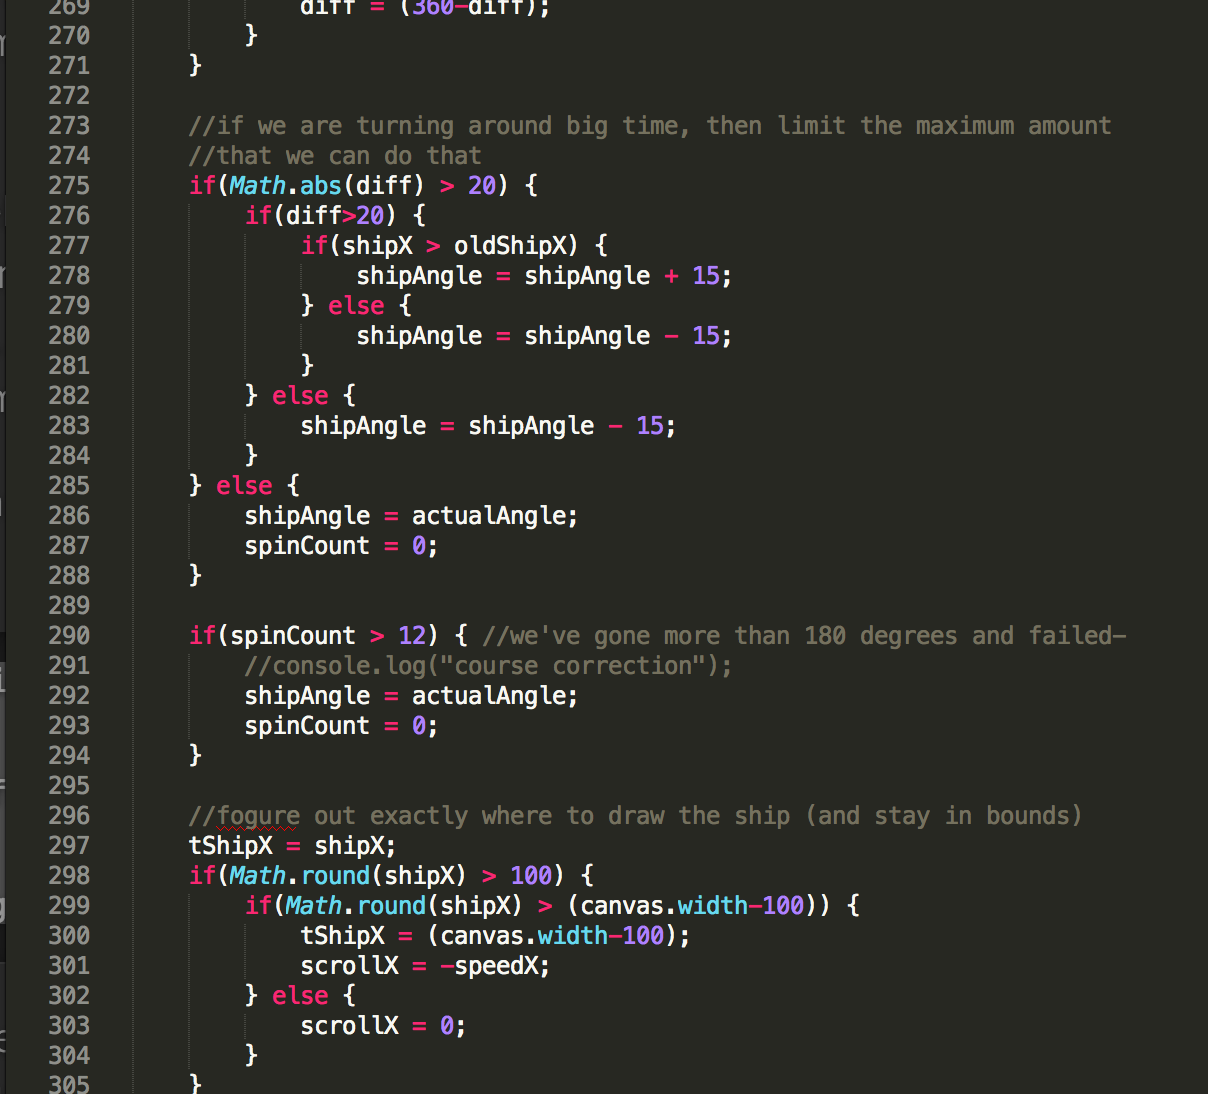 269 diff = (360-diff);
270 }
271 }
272
273 //if we are turning around big time, then limit the maximum amount
274 //that we can do that
275 if(Math.abs(diff) > 20) {
276 if(diff>20) {
277 if(shipX > oldShipX) {
278 shipAngle = shipAngle + 15;
279 } else {
280 shipAngle = shipAngle - 15;
281 }
282 } else {
283 shipAngle = shipAngle - 15;
284 }
285 } else {
286 shipAngle = actualAngle;
287 spinCount = 0;
288 }
289
290 if(spinCount > 12) { //we've gone more than 180 degrees and failed-
291 //console.log("course correction");
292 shipAngle = actualAngle;
293 spinCount = 0;
294 }
295
296 //fogure out exactly where to draw the ship (and stay in bounds)
297 tShipX = shipX;
298 if(Math.round(shipX) > 100) {
299 if(Math.round(shipX) > (canvas.width-100)) {
300 tShipX = (canvas.width-100);
301 scrollX = -speedX;
302 } else {
303 scrollX = 0;
304 }
305 }